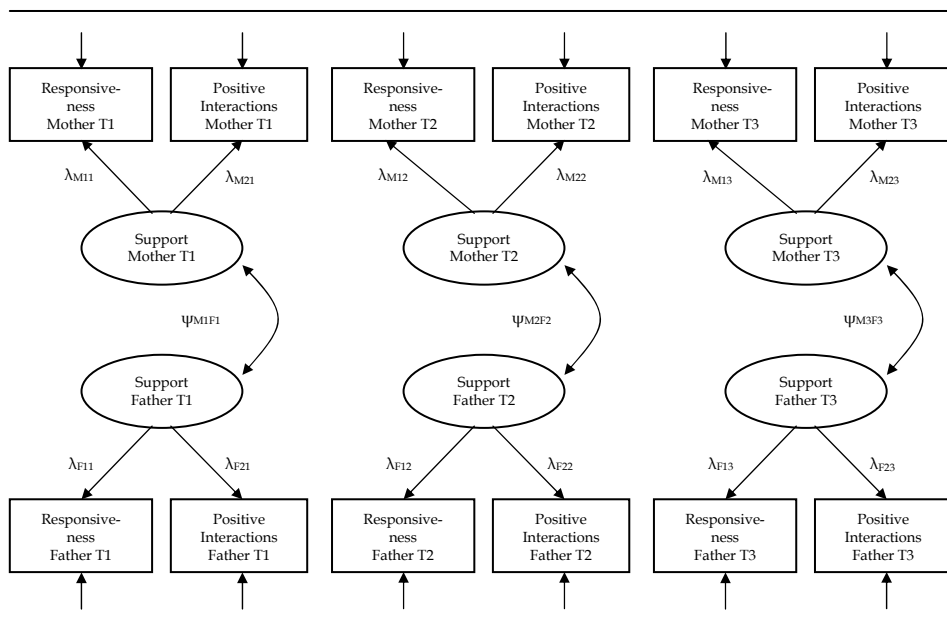 Responsive-
ness
Mother T1
Positive
Interactions
Mother T1
Responsive-
ness
Mother T2
Positive
Interactions
Mother T2
Responsive-
ness
Mother T3
Positive
Interactions
Mother T3
λM11
λM21
λM12
λM22
λM13
λM23
Support
Mother T1
Support
Mother T2
Support
Mother T3
ΨM1F1
ΨM2F2
ΨM3F3
Support
Father T1
Support
Father T2
Support
Father T3
λF11
λF21
λF12
λF22
λF13
λF23
Responsive-
ness
Father T1
Positive
Interactions
Father T1
Responsive-
ness
Father T2
Positive
Interactions
Father T2
Responsive-
ness
Father T3
Positive
Interactions
Father T3